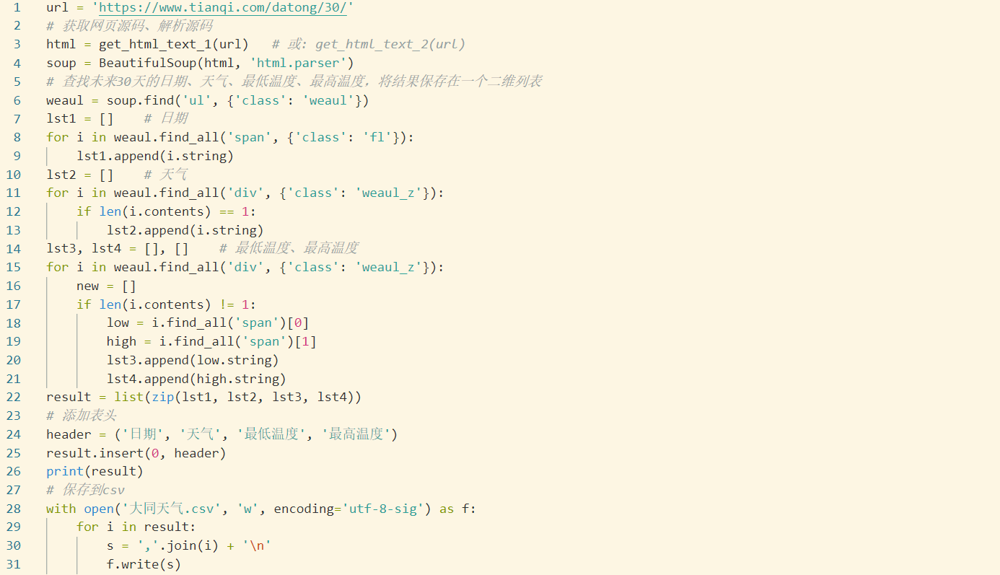 1 url = 'https://www.tianqi.com/datong/30/'
2 # 获取网页源码、解析源码
3 html = get_html_text_1(url)   # 或: get_html_text_2(url)
4 soup = BeautifulSoup(html, 'html.parser')
5 # 查找未来30天的日期、天气、最低温度、最高温度，将结果保存在一个二维列表
6 weaul = soup.find('ul', {'class': 'weaul'})
7 lst1 = []    # 日期
8 for i in weaul.find_all('span', {'class': 'fl'}):
9     lst1.append(i.string)
10 lst2 = []    # 天气
11 for i in weaul.find_all('div', {'class': 'weaul_z'}):
12     if len(i.contents) == 1:
13         lst2.append(i.string)
14 lst3, lst4 = [], []    # 最低温度、最高温度
15 for i in weaul.find_all('div', {'class': 'weaul_z'}):
16     new = []
17     if len(i.contents) != 1:
18         low = i.find_all('span')[0]
19         high = i.find_all('span')[1]
20         lst3.append(low.string)
21         lst4.append(high.string)
22 result = list(zip(lst1, lst2, lst3, lst4))
23 # 添加表头
24 header = ('日期', '天气', '最低温度', '最高温度')
25 result.insert(0, header)
26 print(result)
27 # 保存到csv
28 with open('大同天气.csv', 'w', encoding='utf-8-sig') as f:
29     for i in result:
30         s = ','.join(i) + '\n'
31         f.write(s)